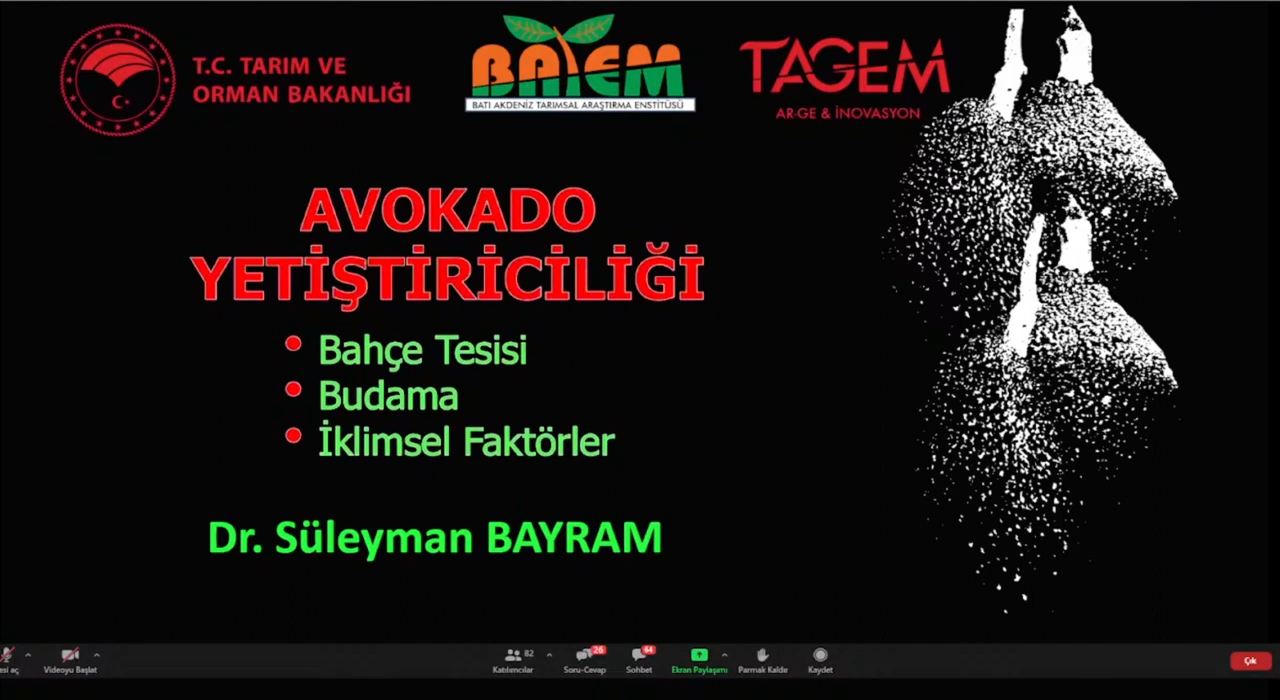 T.C. TARIM VE
ORMAN BAKANLIĞI
BATEM
BATI AKDENİZ TARIMSAL ARAŞTIRMA ENSTİTÜSÜ
TAGEM
AR-GE & İNOVASYON
AVOKADO
YETİŞTİRİCİLİĞİ
• Bahçe Tesisi
• Budama
• İklimsel Faktörler
Dr. Süleyman BAYRAM
esi aç
Videoyu Başlat
82
Katılımcılar
26
Soru-Cevap
64
Sohbet
Ekran Paylaşımı
Parmak Kaldır
Kaydet
Çık